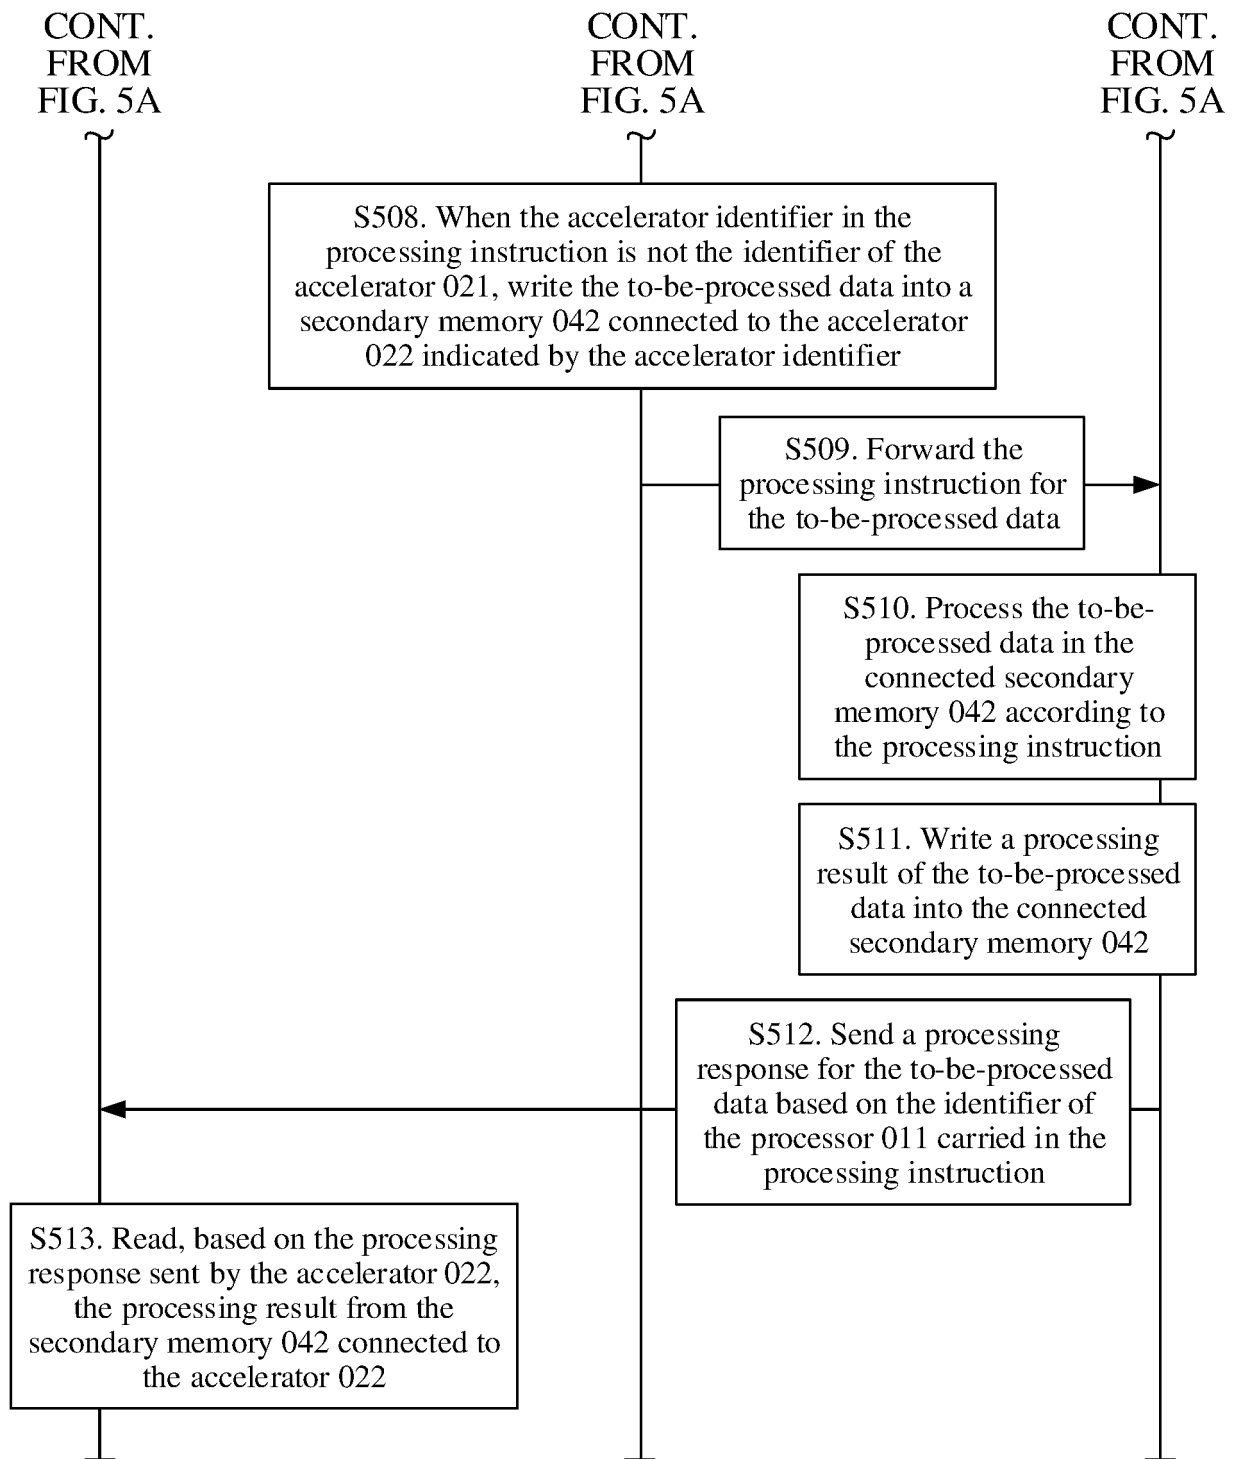 CONT.
FROM
FIG. 5A
CONT.
FROM
FIG. 5A
CONT.
FROM
FIG. 5A
S508. When the accelerator identifier in the
processing instruction is not the identifier of the
accelerator 021, write the to-be-processed data into a
secondary memory 042 connected to the accelerator
022 indicated by the accelerator identifier
S509. Forward the
processing instruction for
the to-be-processed data
S510. Process the to-be-
processed data in the
connected secondary
memory 042 according to
the processing instruction
S511. Write a processing
result of the to-be-processed
data into the connected
secondary memory 042
S512. Send a processing
response for the to-be-processed
data based on the identifier of
the processor 011 carried in the
processing instruction
S513. Read, based on the processing
response sent by the accelerator 022,
the processing result from the
secondary memory 042 connected to
the accelerator 022